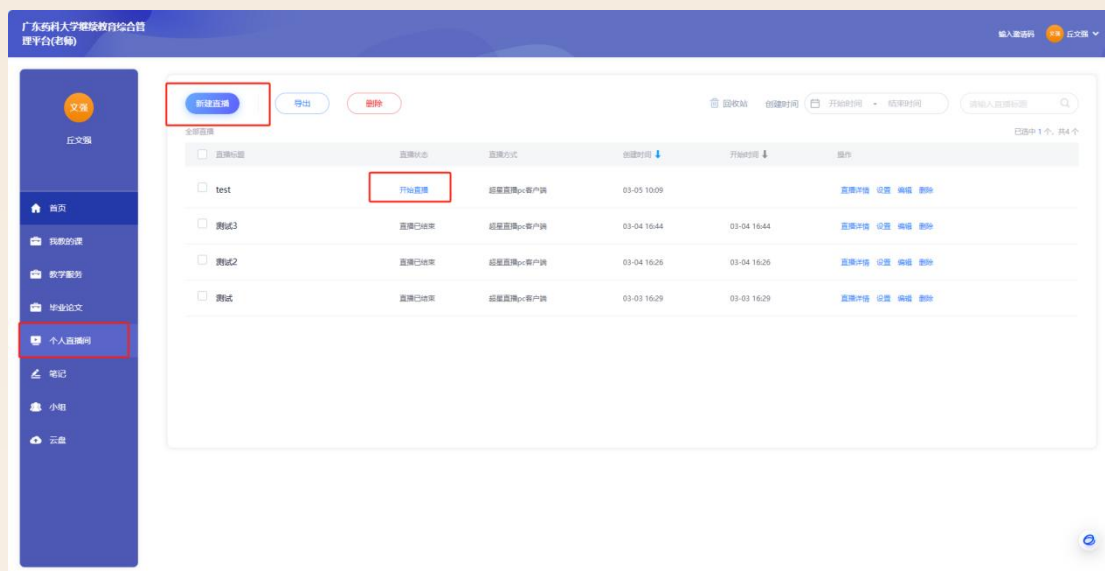 广东药科大学继续教育综合管
理平台(老师)
输入邀请码 文强 丘文强
文强
丘文强
首页
我教的课
教学服务
毕业论文
个人直播间
笔记
小组
云盘
新建直播 导出 删除 回收站 创建时间 开始时间 - 结束时间 请输入直播标题
全部直播 已选中 1 个，共4 个
直播标题 直播状态 直播方式 创建时间 开始时间 操作
test 开始直播 超星直播pc客户端 03-05 10:09 直播详情 设置 编辑 删除
测试3 直播已结束 超星直播pc客户端 03-04 16:44 03-04 16:44 直播详情 设置 编辑 删除
测试2 直播已结束 超星直播pc客户端 03-04 16:26 03-04 16:26 直播详情 设置 编辑 删除
测试 直播已结束 超星直播pc客户端 03-03 16:29 03-03 16:29 直播详情 设置 编辑 删除